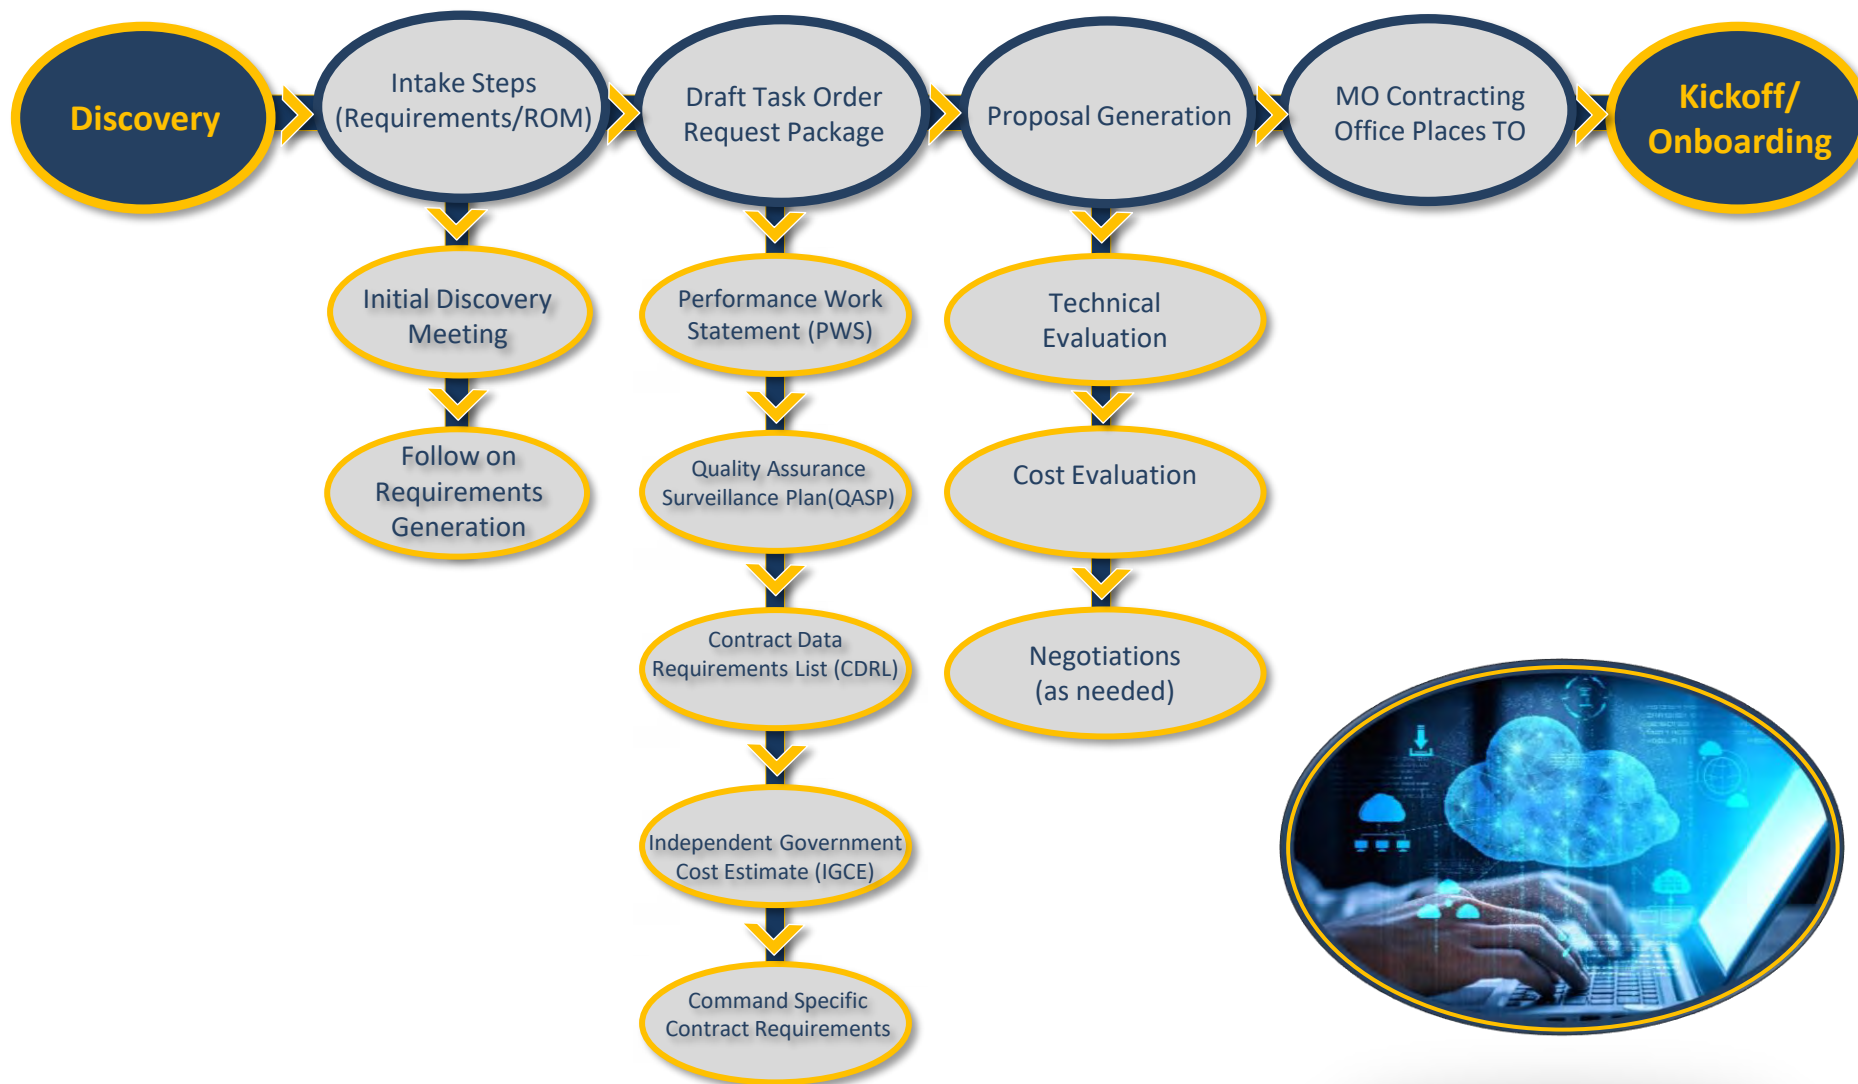 Discovery
Intake Steps
(Requirements/ROM)
Draft Task Order
Request Package
Proposal Generation
MO Contracting
Office Places TO
Kickoff/
Onboarding
Initial Discovery
Meeting
Follow on
Requirements
Generation
Performance Work
Statement (PWS)
Quality Assurance
Surveillance Plan(QASP)
Contract Data
Requirements List (CDRL)
Independent Government
Cost Estimate (IGCE)
Command Specific
Contract Requirements
Technical
Evaluation
Cost Evaluation
Negotiations
(as needed)